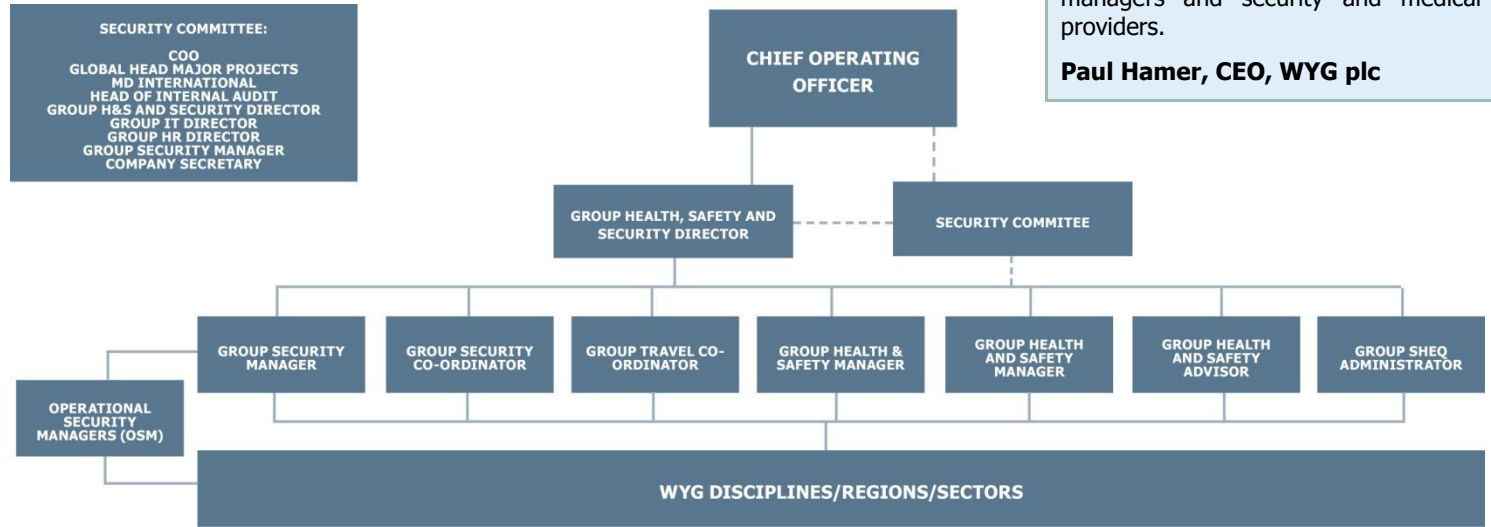 SECURITY COMMITTEE:
COO
GLOBAL HEAD MAJOR PROJECTS
MD INTERNATIONAL
HEAD OF INTERNAL AUDIT
GROUP H&S AND SECURITY DIRECTOR
GROUP IT DIRECTOR
GROUP HR DIRECTOR
GROUP SECURITY MANAGER
COMPANY SECRETARY
managers and security and medical
providers.
Paul Hamer, CEO, WYG plc
CHIEF OPERATING
OFFICER
GROUP HEALTH, SAFETY AND
SECURITY DIRECTOR
SECURITY COMMITEE
GROUP SECURITY
MANAGER
GROUP SECURITY
CO-ORDINATOR
GROUP TRAVEL CO-
ORDINATOR
GROUP HEALTH &
SAFETY MANAGER
GROUP HEALTH
AND SAFETY
MANAGER
GROUP HEALTH
AND SAFETY
ADVISOR
GROUP SHEQ
ADMINISTRATOR
OPERATIONAL
SECURITY
MANAGERS (OSM)
WYG DISCIPLINES/REGIONS/SECTORS